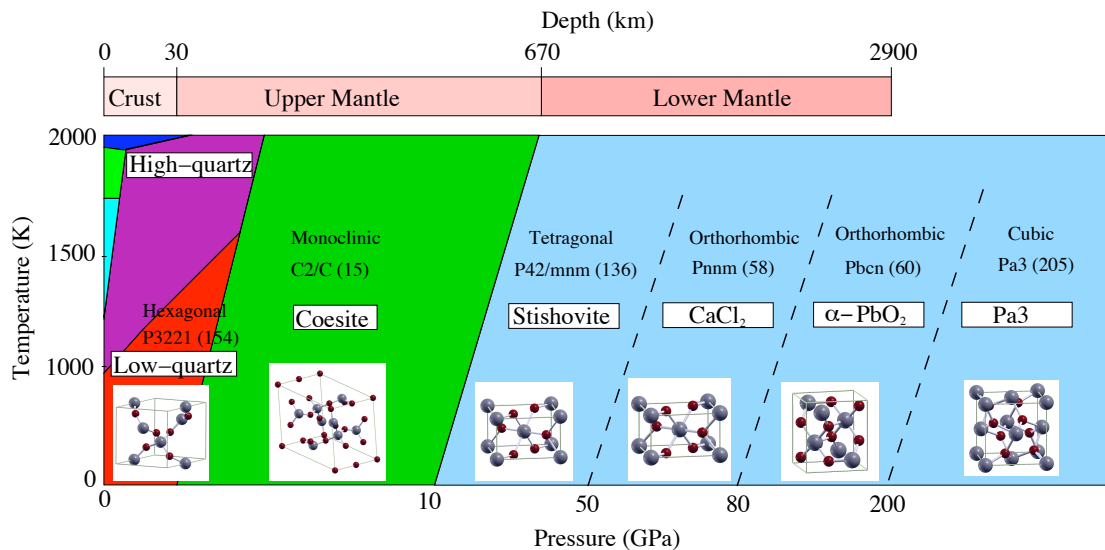 Depth (km)
0 30 670 2900
Crust Upper Mantle Lower Mantle
Temperature (K)
2000
1500
1000
0
High-quartz
Hexagonal
P3221 (154)
Low-quartz
Monoclinic
C2/C (15)
Coesite
Tetragonal
P42/mnm (136)
Stishovite
Orthorhombic
Pnnm (58)
CaCl₂
Orthorhombic
Pbcn (60)
α-PbO₂
Cubic
Pa3 (205)
Pa3
0 10 50 80 200
Pressure (GPa)